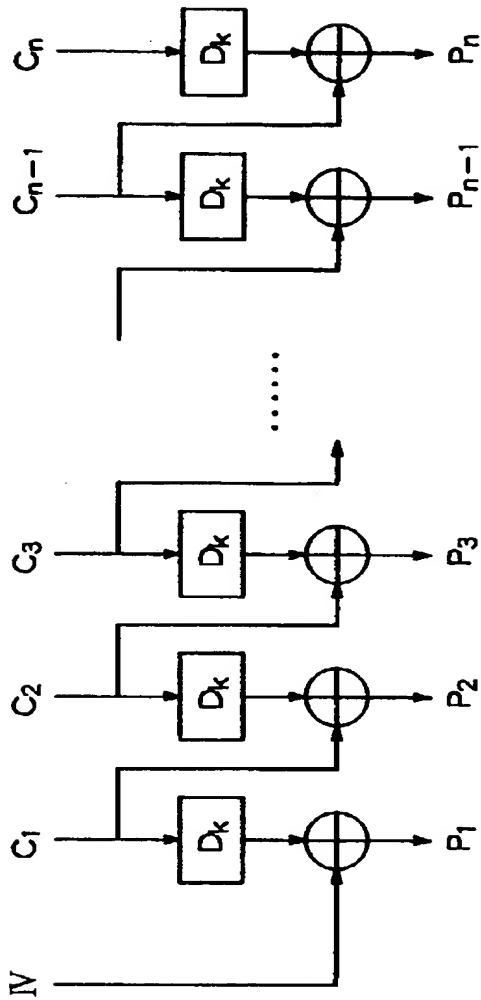 IV C₁ C₂ C₃ Cₙ₋₁ Cₙ
Dₖ Dₖ Dₖ Dₖ Dₖ
......
P₁ P₂ P₃ Pₙ₋₁ Pₙ